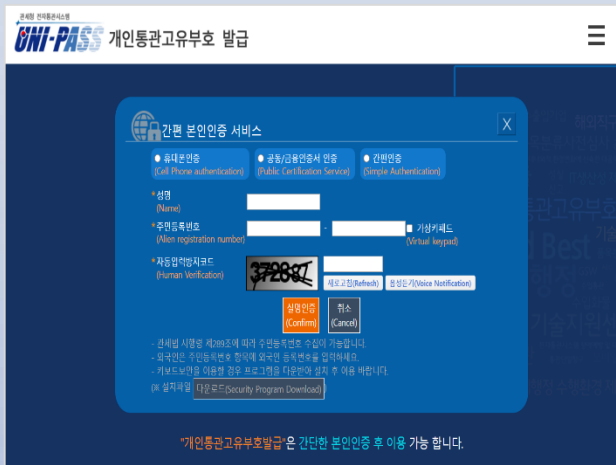 관세청 전자통관시스템
UNI-PASS 개인통관고유부호 발급
간편 본인인증 서비스
X
휴대폰인증 공동/금융인증서 인증 간편인증
(Cell Phone authentication) (Public Certification Service) (Simple Authentication)
*성명
(Name)
*주민등록번호 - 가상키패드
(Alien registration number) (Virtual keypad)
*자동입력방지코드
(Human Verification)
새로고침(Refresh) 음성듣기(Voice Notification)
실명인증 취소
(Confirm) (Cancel)
- 관세법 시행령 제289조에 따라 주민등록번호 수집이 가능합니다.
- 외국인은 주민등록번호 항목에 외국인 등록번호를 입력하세요.
- 키보드보안을 이용할 경우 프로그램을 다운받아 설치 후 이용 바랍니다.
(※ 설치파일 다운로드(Security Program Download))
"개인통관고유부호발급"은 간단한 본인인증 후 이용 가능 합니다.